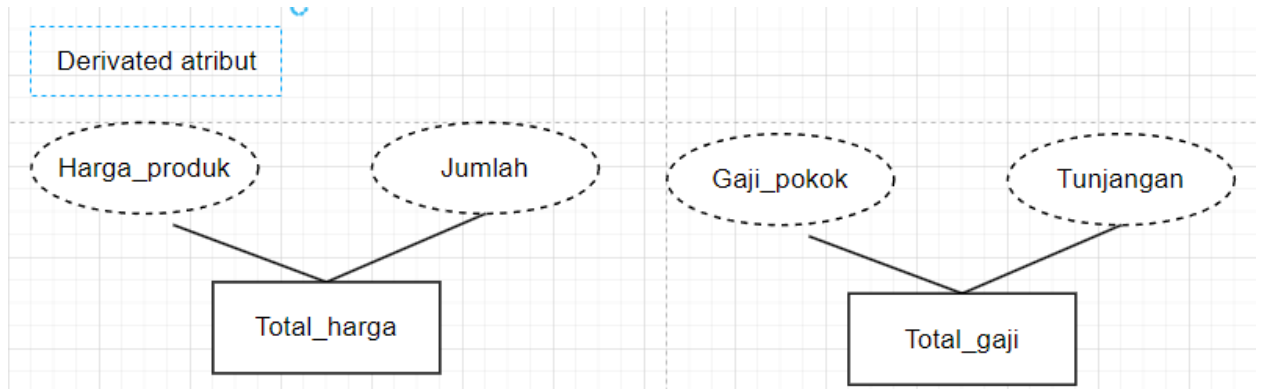 Derivated atribut
Harga_produk
Jumlah
Total_harga
Gaji_pokok
Tunjangan
Total_gaji